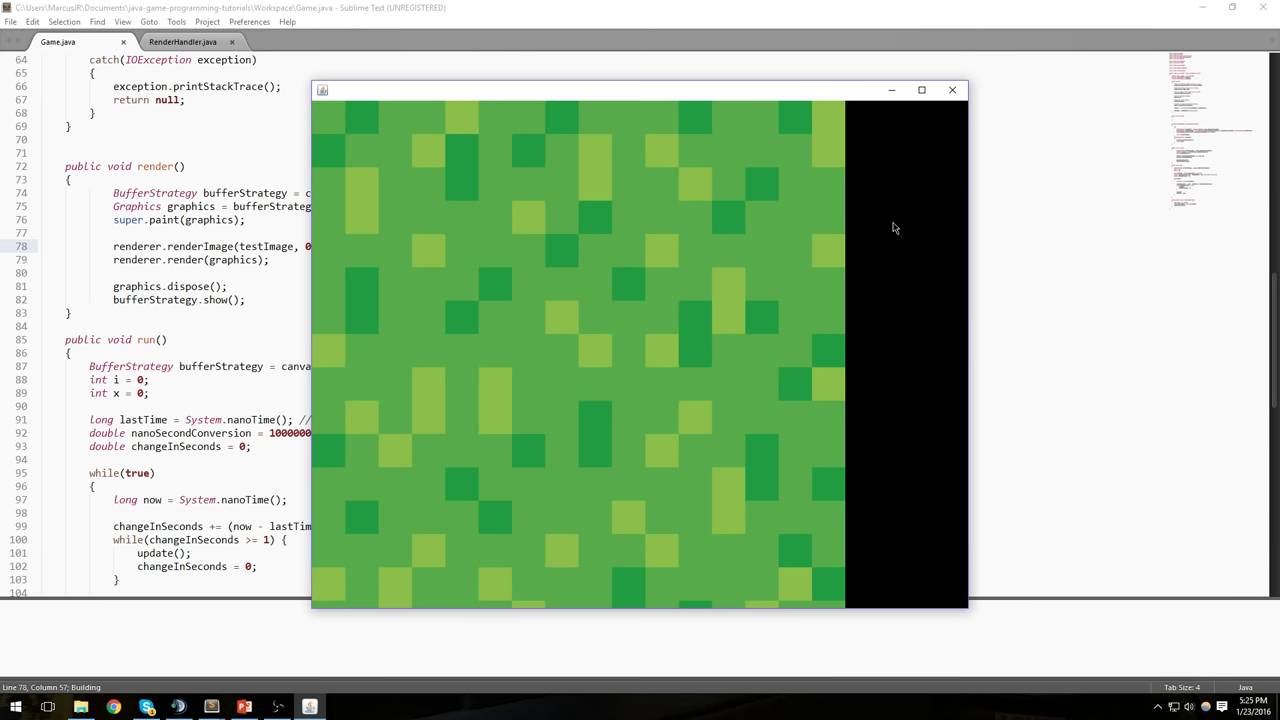 C:\Users\MarcusJR\Documents\java-game-programming-tutorials\Workspace\Game.java - Sublime Text (UNREGISTERED)
File Edit Selection Find View Goto Tools Project Preferences Help
Game.java × RenderHandler.java ×
64 catch(IOException exception)
65 {
66 exception.printStackTrace();
67 return null;
68 }
69 }
70
71
72 public void render()
73 {
74 BufferStrategy bufferStrategy =
75 Graphics graphics = bufferStrate
76 super.paint(graphics);
77
78 renderer.renderImage(testImage, 0
79 renderer.render(graphics);
80
81 graphics.dispose();
82 bufferStrategy.show();
83 }
84
85 public void run()
86 {
87 BufferStrategy bufferStrategy = canva
88 int i = 0;
89 int x = 0;
90
91 long lastTime = System.nanoTime(); //
92 double nanoSecondConversion = 1000000
93 double changeInSeconds = 0;
94
95 while(true)
96 {
97 long now = System.nanoTime();
98
99 changeInSeconds += (now - lastTim
100 while(changeInSeconds >= 1) {
101 update();
102 changeInSeconds = 0;
103 }
104
Line 78, Column 57; Building Tab Size: 4 Java
5:25 PM
1/23/2016